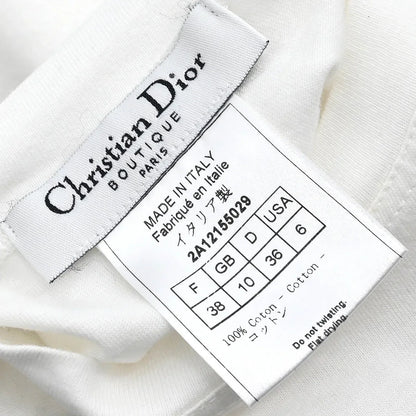 Christian Dior
BOUTIQUE
PARIS
MADE IN ITALY
Fabriqué en Italie
イタリア製
2A12155029
F GB D USA
38 10 36 6
100% Coton - Cotton -
コットン
Do not twisting.
Flat drying.